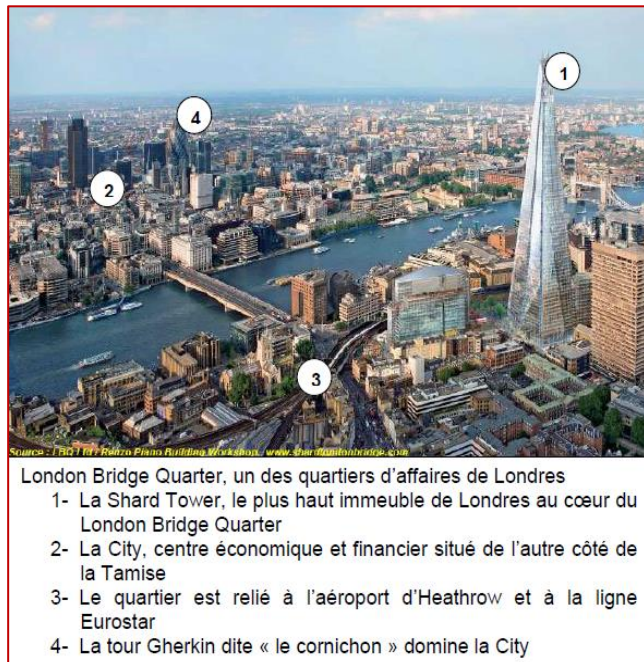 1
4
2
3
Source : LBQ Ltd / Renzo Piano Building Workshop www.shardlondonbridge.com
London Bridge Quarter, un des quartiers d'affaires de Londres
1- La Shard Tower, le plus haut immeuble de Londres au cœur du
London Bridge Quarter
2- La City, centre économique et financier situé de l'autre côté de
la Tamise
3- Le quartier est relié à l'aéroport d'Heathrow et à la ligne
Eurostar
4- La tour Gherkin dite « le cornichon » domine la City